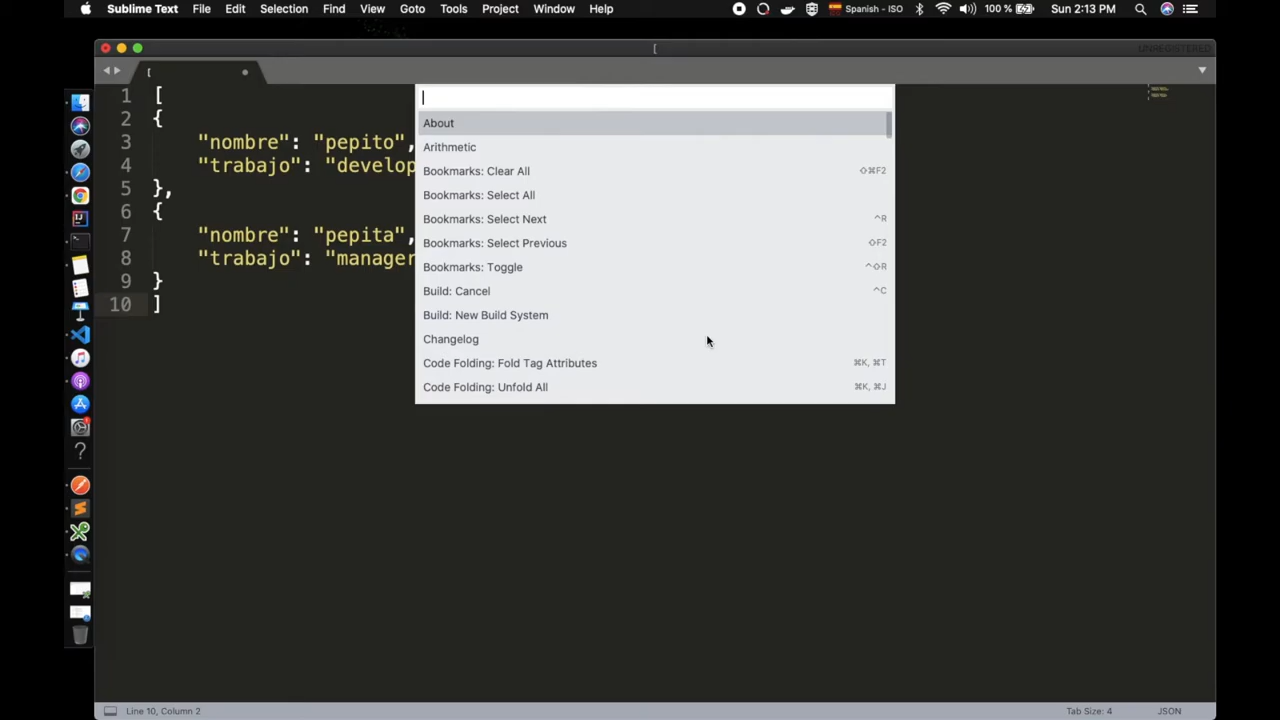 Sublime Text File Edit Selection Find View Goto Tools Project Window Help Spanish - ISO 100 % Sun 2:13 PM
[ UNREGISTERED
[
1 [
2 {
3 "nombre": "pepito",
4 "trabajo": "develop
5 },
6 {
7 "nombre": "pepita",
8 "trabajo": "manager
9 }
10 ]
About
Arithmetic
Bookmarks: Clear All ⇧⌘F2
Bookmarks: Select All
Bookmarks: Select Next ^R
Bookmarks: Select Previous ⇧F2
Bookmarks: Toggle ^⇧R
Build: Cancel ^C
Build: New Build System
Changelog
Code Folding: Fold Tag Attributes ⌘K, ⌘T
Code Folding: Unfold All ⌘K, ⌘J
Line 10, Column 2 Tab Size: 4 JSON